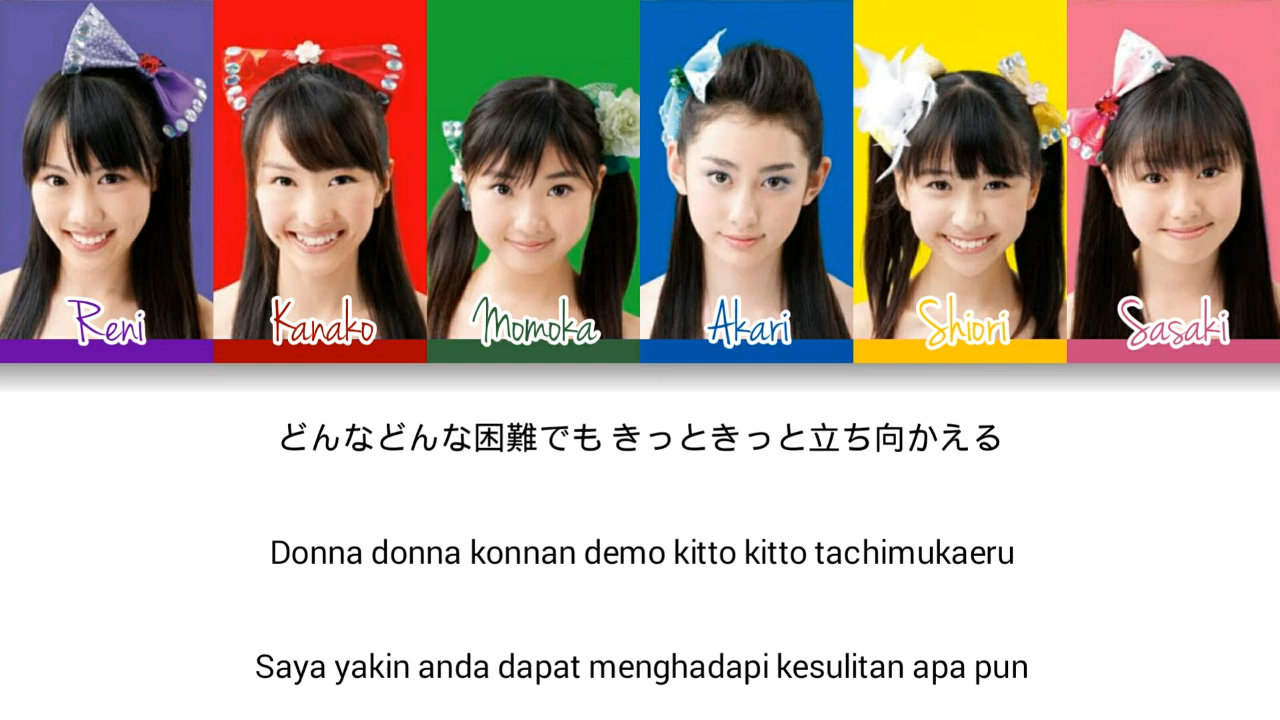 Reni Kanako Momoka Akari Shiori Sasaki
どんなどんな困難でも きっときっと立ち向かえる
Donna donna konnan demo kitto kitto tachimukaeru
Saya yakin anda dapat menghadapi kesulitan apa pun